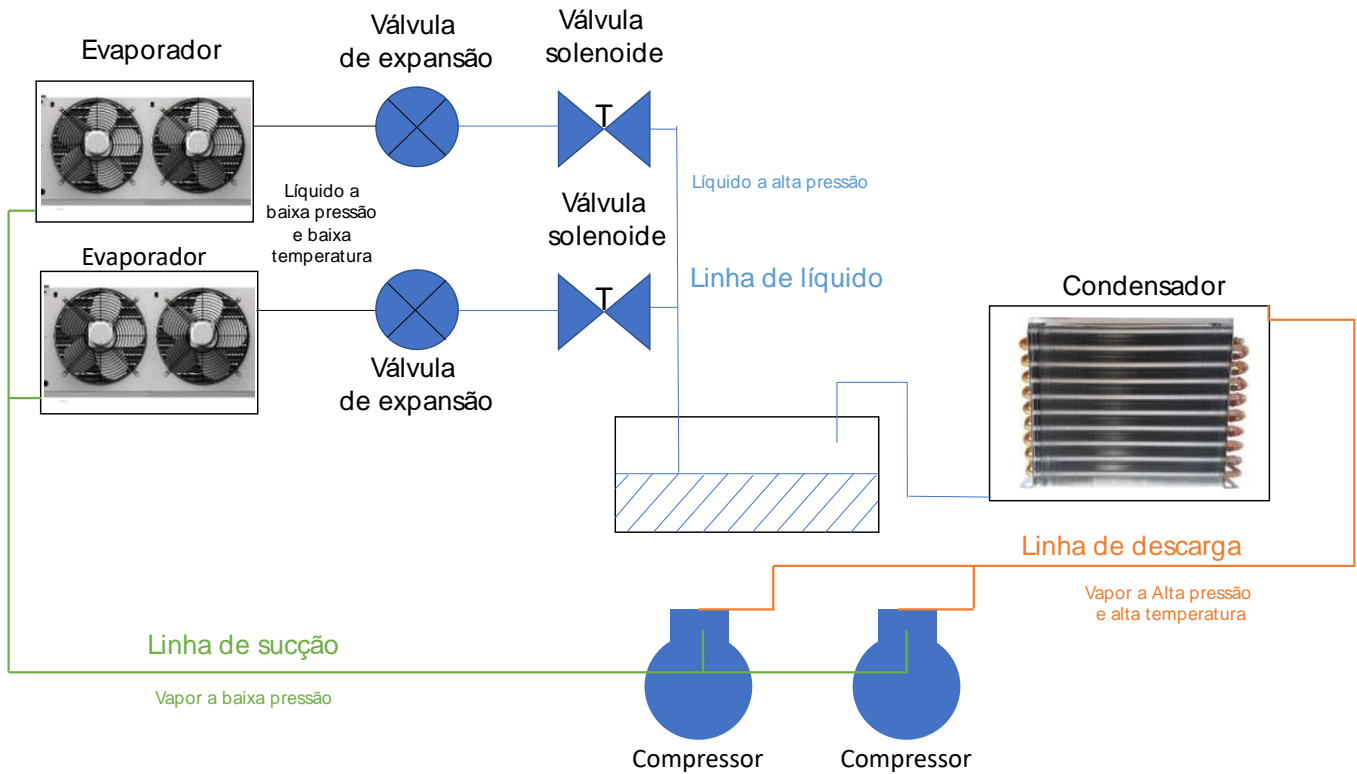 Evaporador
Válvula
de expansão
Válvula
solenoide
Líquido a
baixa pressão
e baixa
temperatura
Líquido a alta pressão
Evaporador
Válvula
solenoide
Linha de líquido
Condensador
Válvula
de expansão
Linha de descarga
Vapor a Alta pressão
e alta temperatura
Linha de sucção
Vapor a baixa pressão
Compressor
Compressor